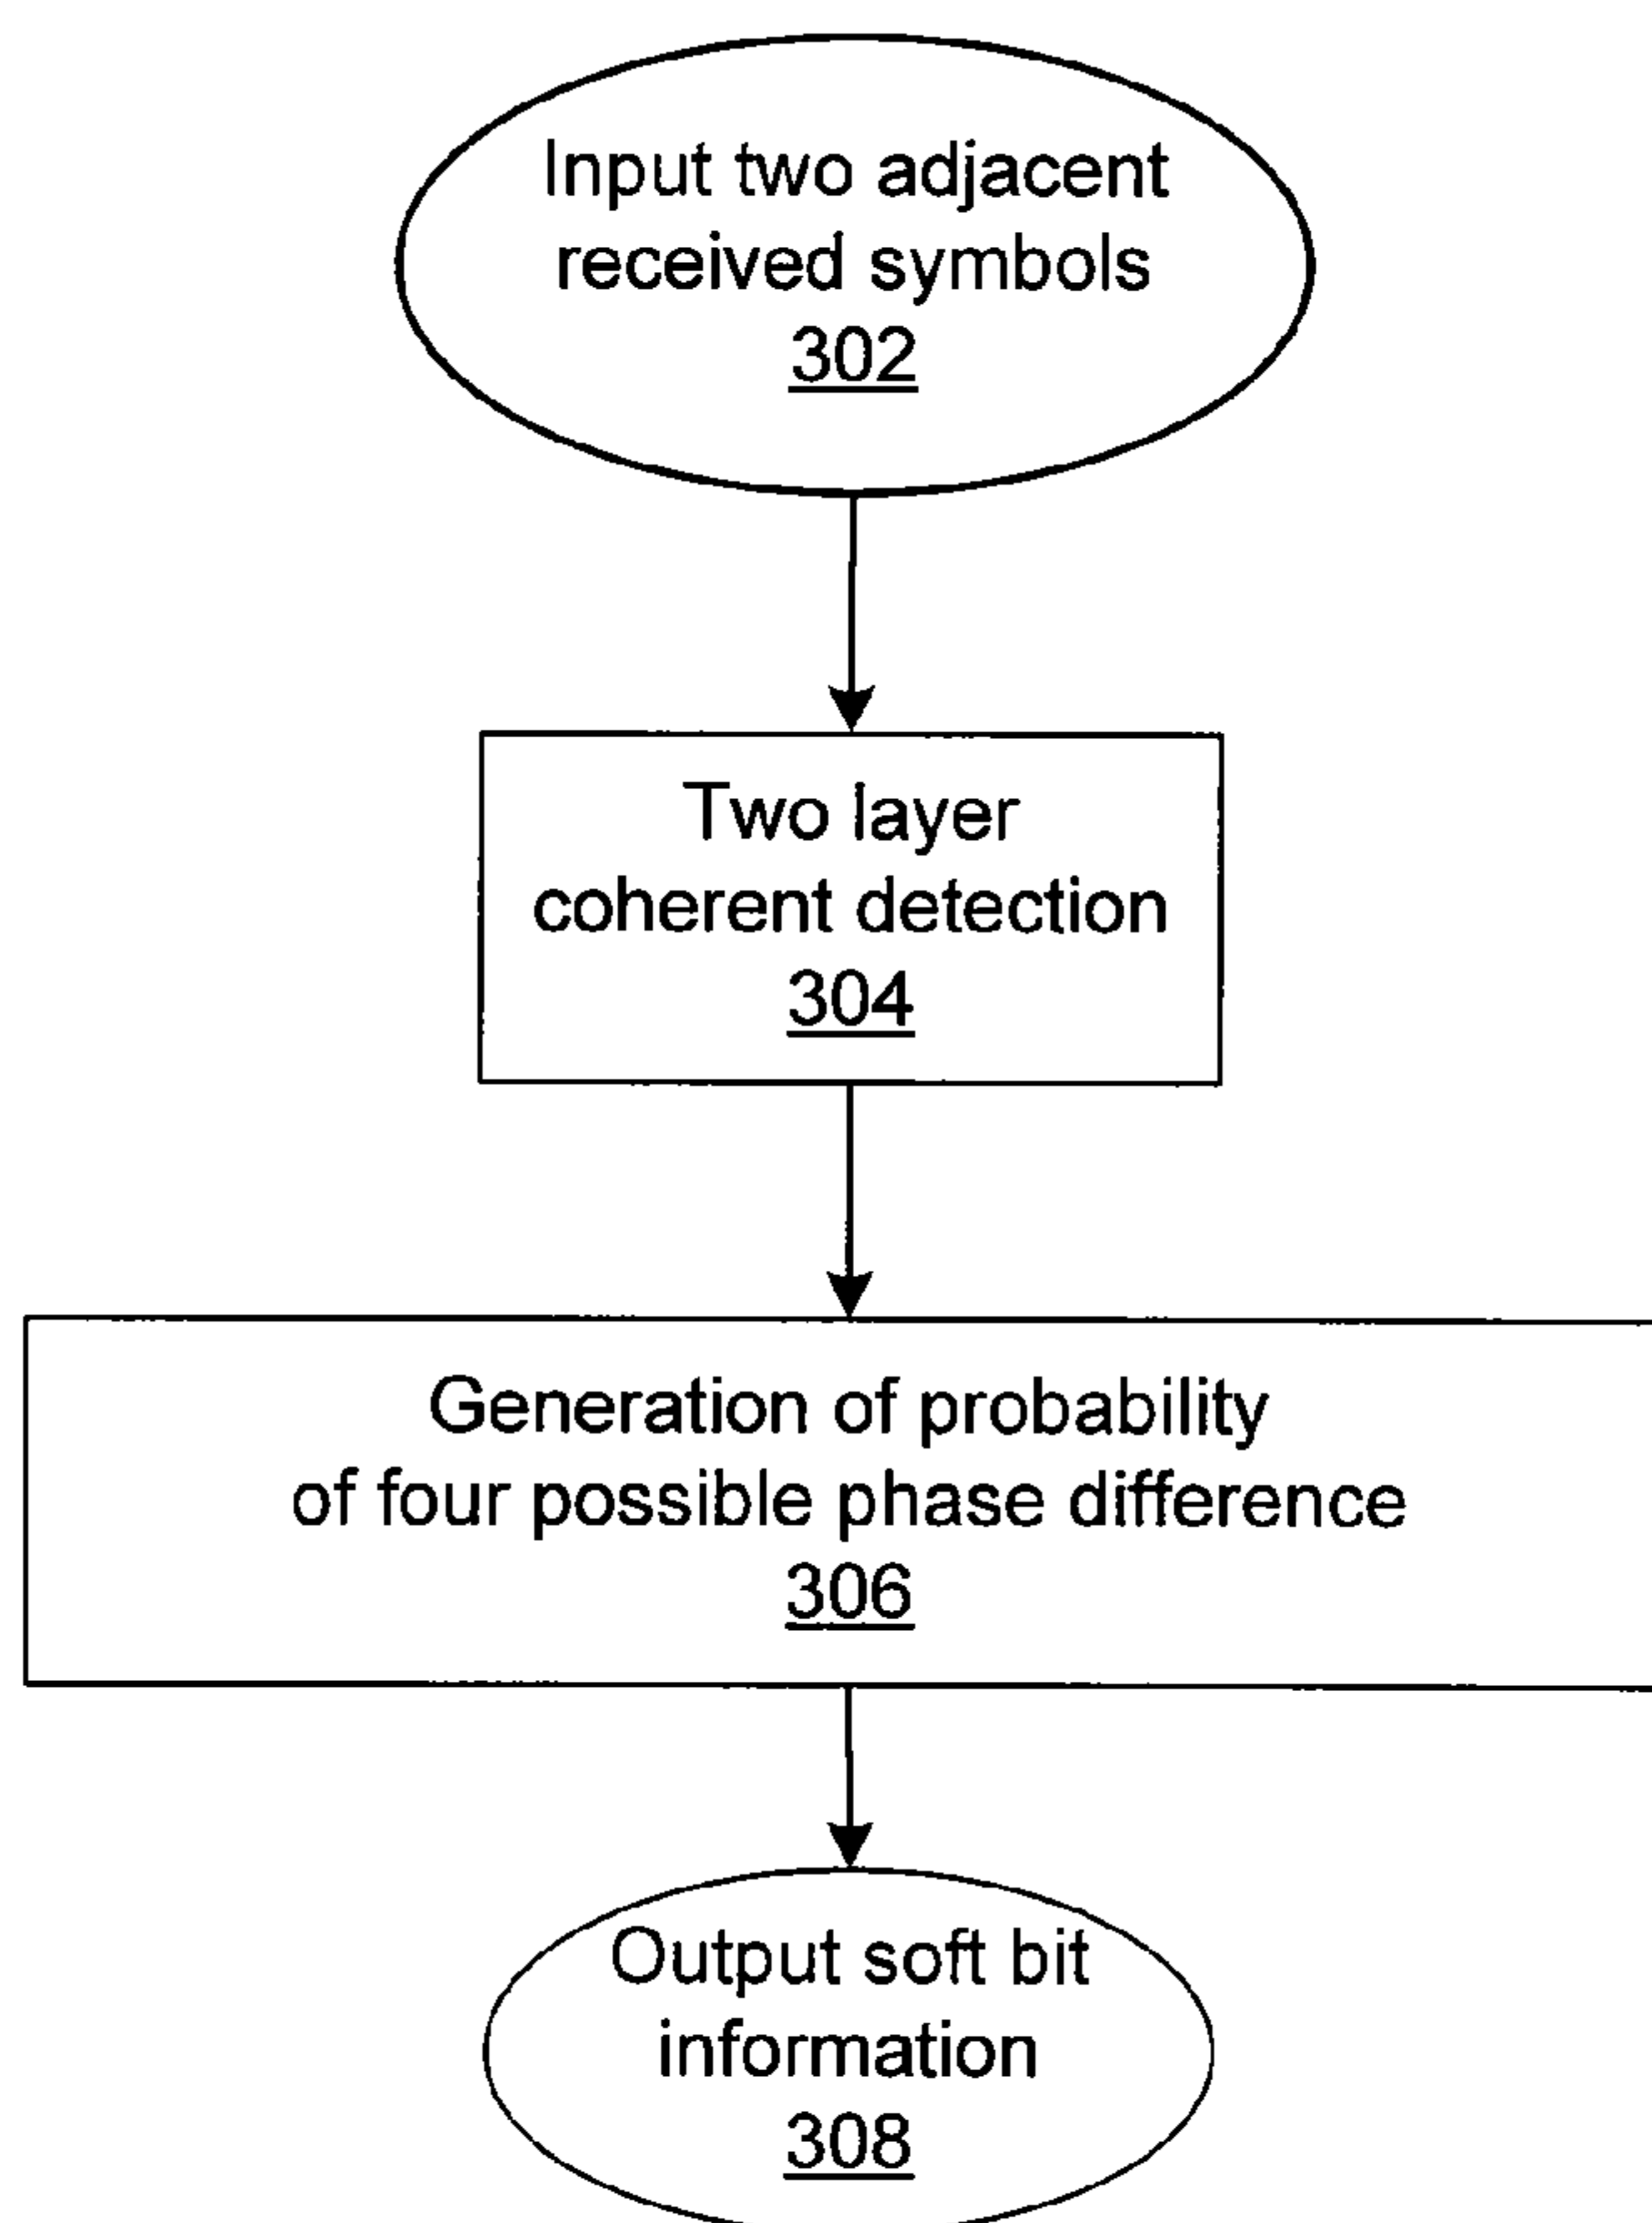 Input two adjacent
received symbols
302
Two layer
coherent detection
304
Generation of probability
of four possible phase difference
306
Output soft bit
information
308